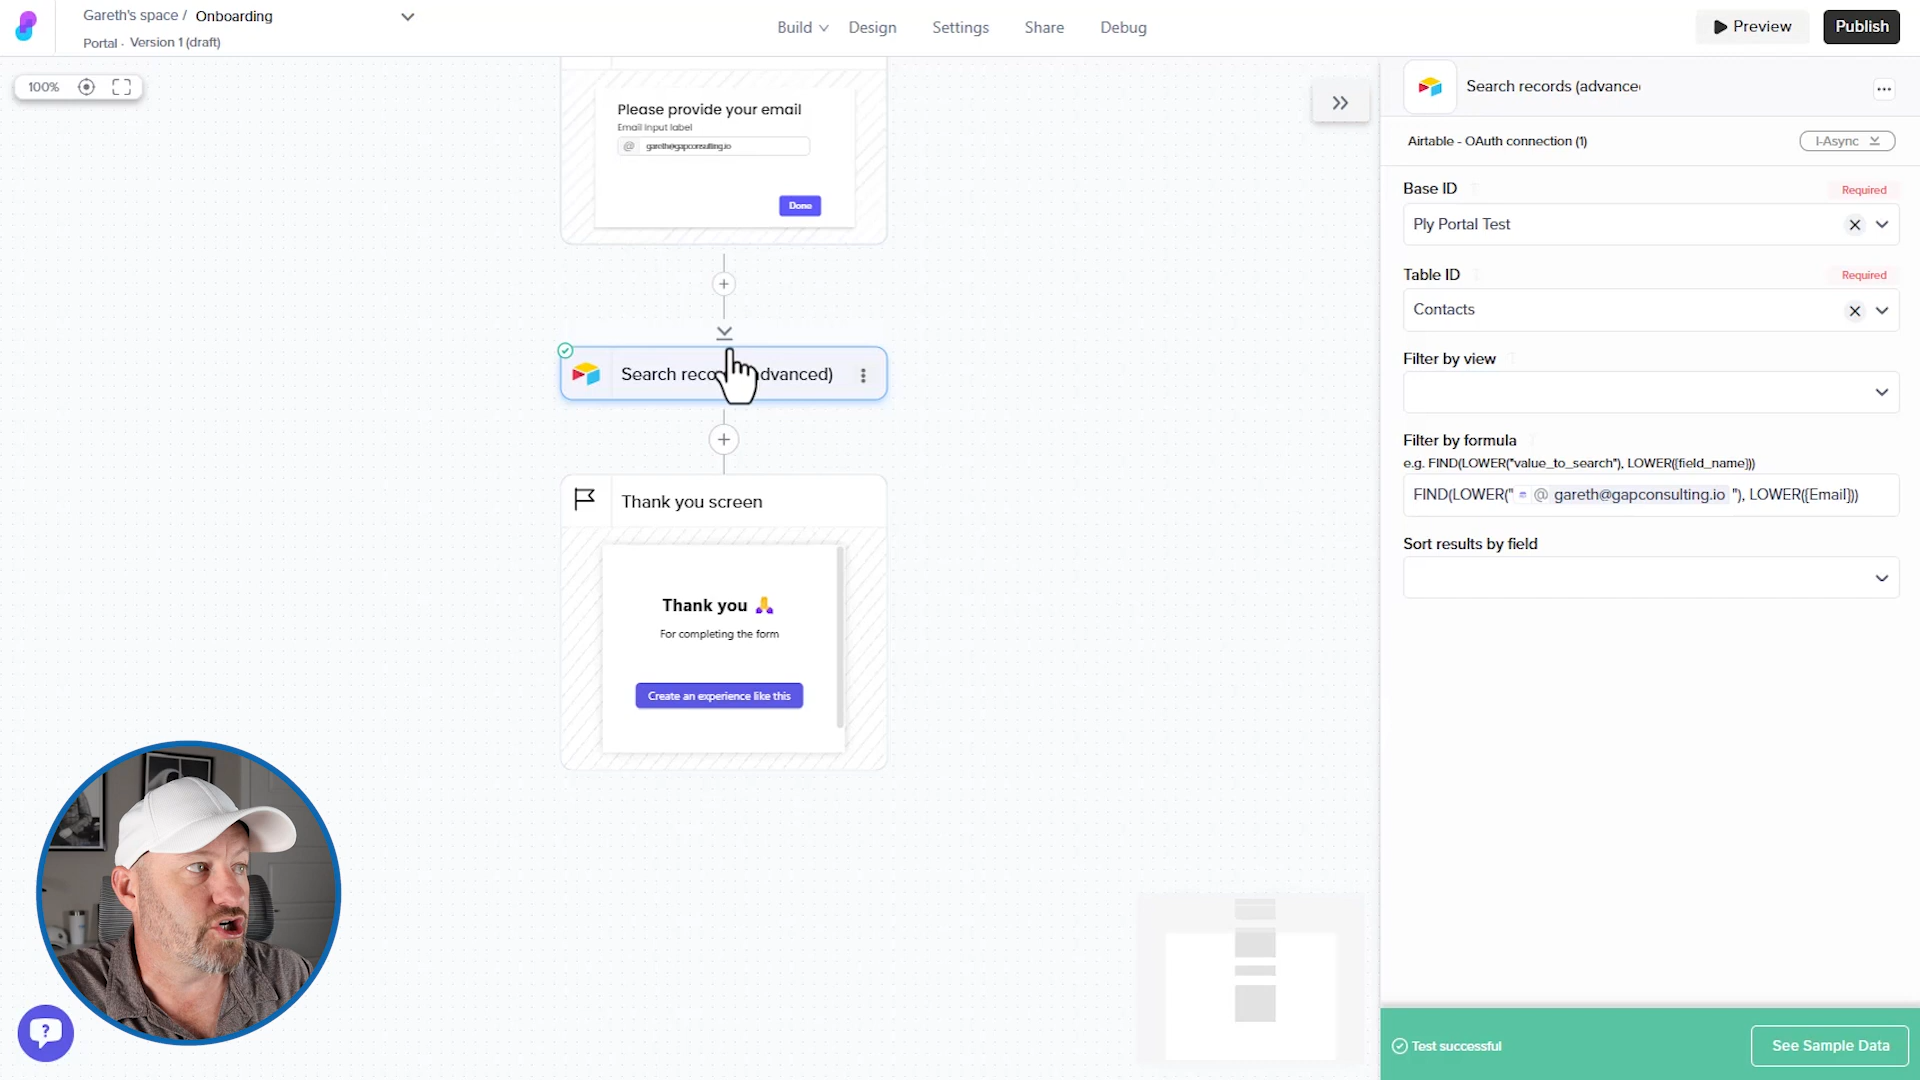 Gareth's space / Onboarding
Portal · Version 1 (draft)
Build
Design
Settings
Share
Debug
Preview
Publish
100%
Please provide your email
Email input label
@ gareth@gapconsulting.io
Done
Search
Thank you screen
Thank you 🙏
For completing the form
Create an experience like this
Search records (advance
Airtable - OAuth connection (1)
I-Async
Base ID
Required
Ply Portal Test
Table ID
Required
Contacts
Filter by view
Filter by formula
e.g. FIND(LOWER("value_to_search"), LOWER({field_name}))
FIND(LOWER(" @ gareth@gapconsulting.io "), LOWER({Email}))
Sort results by field
Test successful
See Sample Data